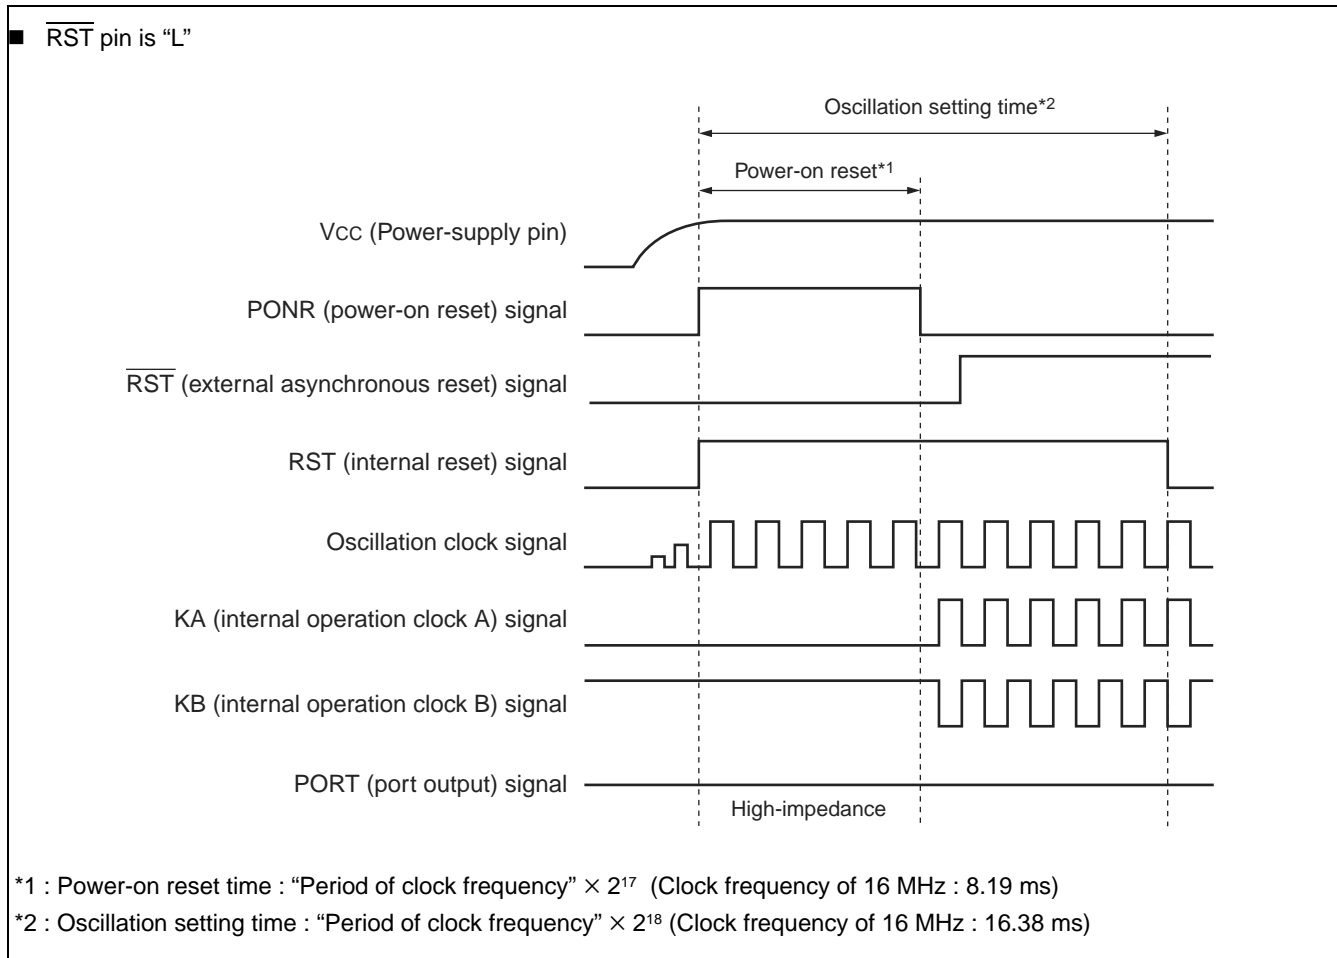 ■ RST pin is “L”
Oscillation setting time*2
Power-on reset*1
VCC (Power-supply pin)
PONR (power-on reset) signal
RST (external asynchronous reset) signal
RST (internal reset) signal
Oscillation clock signal
KA (internal operation clock A) signal
KB (internal operation clock B) signal
PORT (port output) signal
High-impedance
*1 : Power-on reset time : “Period of clock frequency” × 2¹⁷ (Clock frequency of 16 MHz : 8.19 ms)
*2 : Oscillation setting time : “Period of clock frequency” × 2¹⁸ (Clock frequency of 16 MHz : 16.38 ms)